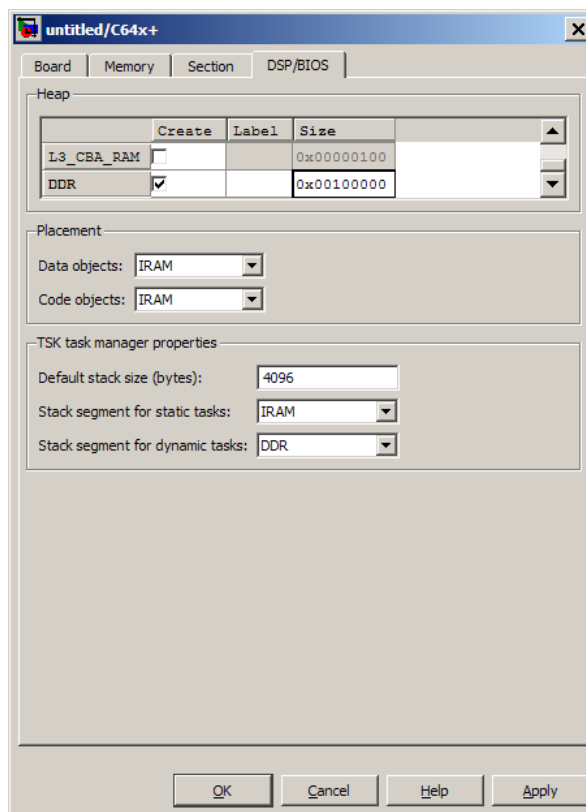 untitled/C64x+
Board Memory Section DSP/BIOS
Heap
Create Label Size
L3_CBA_RAM 0x00000100
DDR 0x00100000
Placement
Data objects: IRAM
Code objects: IRAM
TSK task manager properties
Default stack size (bytes): 4096
Stack segment for static tasks: IRAM
Stack segment for dynamic tasks: DDR
OK Cancel Help Apply